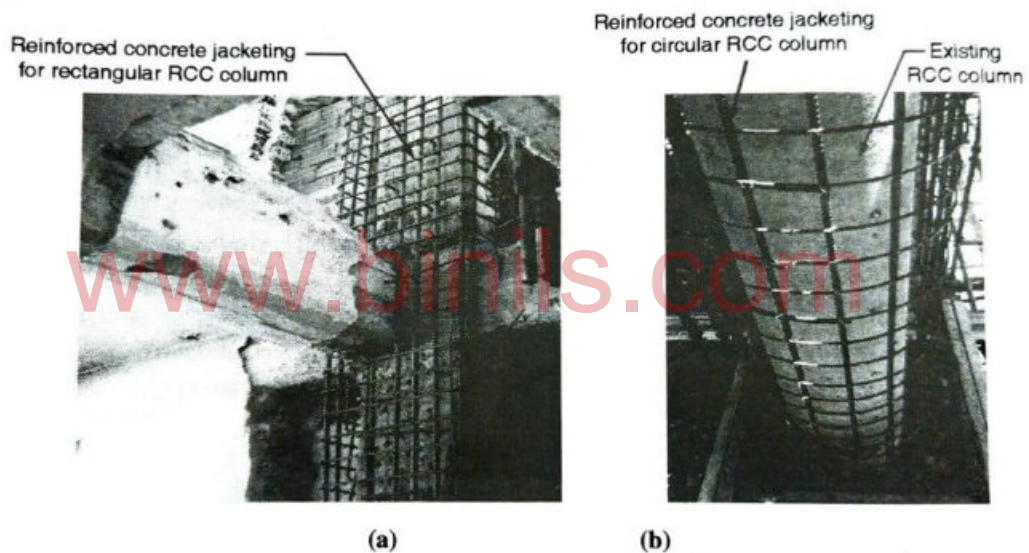 Reinforced concrete jacketing
for rectangular RCC column
Reinforced concrete jacketing
for circular RCC column
Existing
RCC column
www.binils.com
(a)
(b)